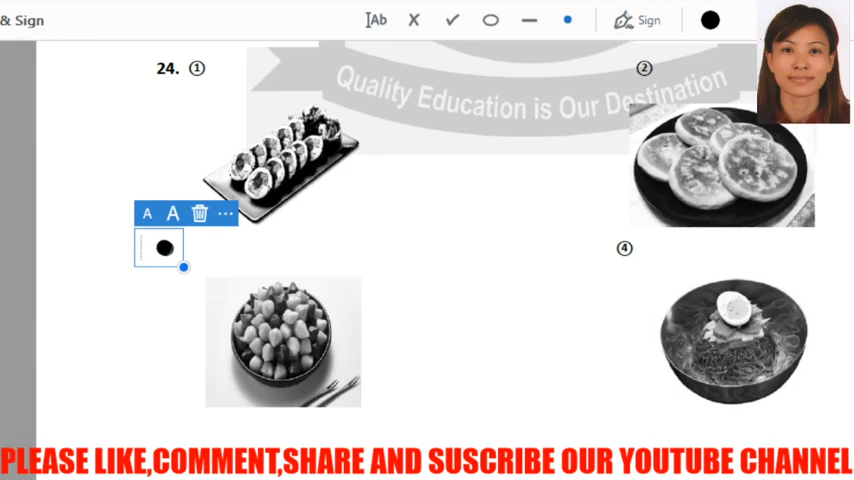 & Sign
Ab
Sign
24. ①
②
Quality Education is Our Destination
A A
④
PLEASE LIKE,COMMENT,SHARE AND SUSCRIBE OUR YOUTUBE CHANNEL